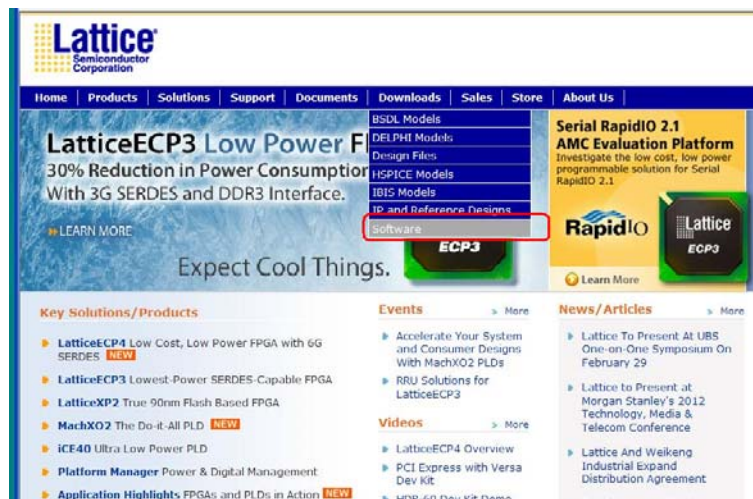 Lattice
Semiconductor
Corporation
Home Products Solutions Support Documents Downloads Sales Store About Us
BSDL Models
DELPHI Models
Design Files
HSPICE Models
IBIS Models
IP and Reference Designs
Software
LatticeECP3 Low Power F
30% Reduction in Power Consumption
With 3G SERDES and DDR3 Interface.
LEARN MORE
Expect Cool Things.
ECP3
Serial RapidIO 2.1
AMC Evaluation Platform
Investigate the low cost, low power
programmable solution for Serial
RapidIO 2.1
RapidIO
Lattice
ECP3
Learn More
Key Solutions/Products
LatticeECP4 Low Cost, Low Power FPGA with 6G
SERDES NEW
LatticeECP3 Lowest-Power SERDES-Capable FPGA
LatticeXP2 True 90nm Flash Based FPGA
MachXO2 The Do-it-All PLD NEW
iCE40 Ultra Low Power PLD
Platform Manager Power & Digital Management
Application Highlights FPGAs and PLDs in Action NEW
Events More
Accelerate Your System
and Consumer Designs
With MachXO2 PLDs
RRU Solutions for
LatticeECP3
Videos More
LatticeECP4 Overview
PCI Express with Versa
Dev Kit
HDR-60 Dev Kit Demo
News/Articles More
Lattice To Present At UBS
One-on-One Symposium On
February 29
Lattice to Present at
Morgan Stanley's 2012
Technology, Media &
Telecom Conference
Lattice And Weikeng
Industrial Expand
Distribution Agreement